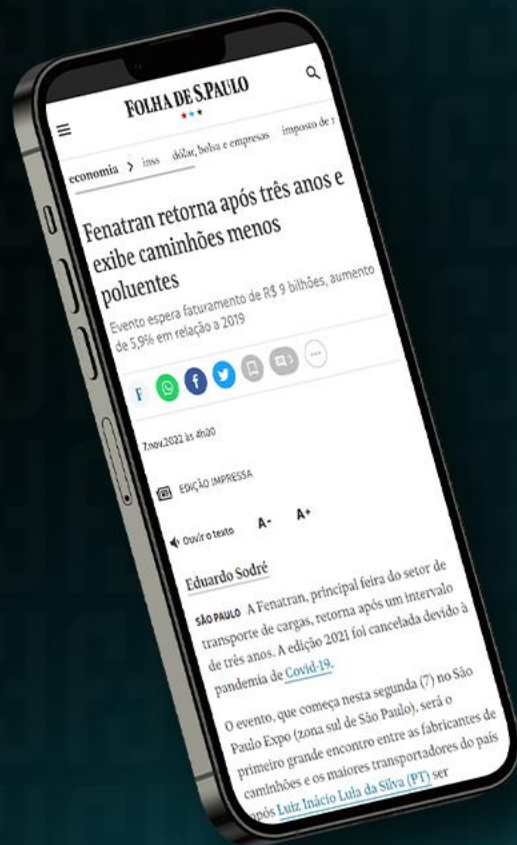 FOLHA DE S.PAULO
economia > inss dólar, bolsa e empresas imposto de r
Fenatran retorna após três anos e
exibe caminhões menos
poluentes
Evento espera faturamento de R$ 9 bilhões, aumento
de 5,9% em relação a 2019
F 3
7.nov.2022 às 4h00
EDIÇÃO IMPRESSA
Ouvir o texto A- A+
Eduardo Sodré
SÃO PAULO A Fenatran, principal feira do setor de
transporte de cargas, retorna após um intervalo
de três anos. A edição 2021 foi cancelada devido à
pandemia de Covid-19.
O evento, que começa nesta segunda (7) no São
Paulo Expo (zona sul de São Paulo), será o
primeiro grande encontro entre as fabricantes de
caminhões e os maiores transportadores do país
após Luiz Inácio Lula da Silva (PT) ser